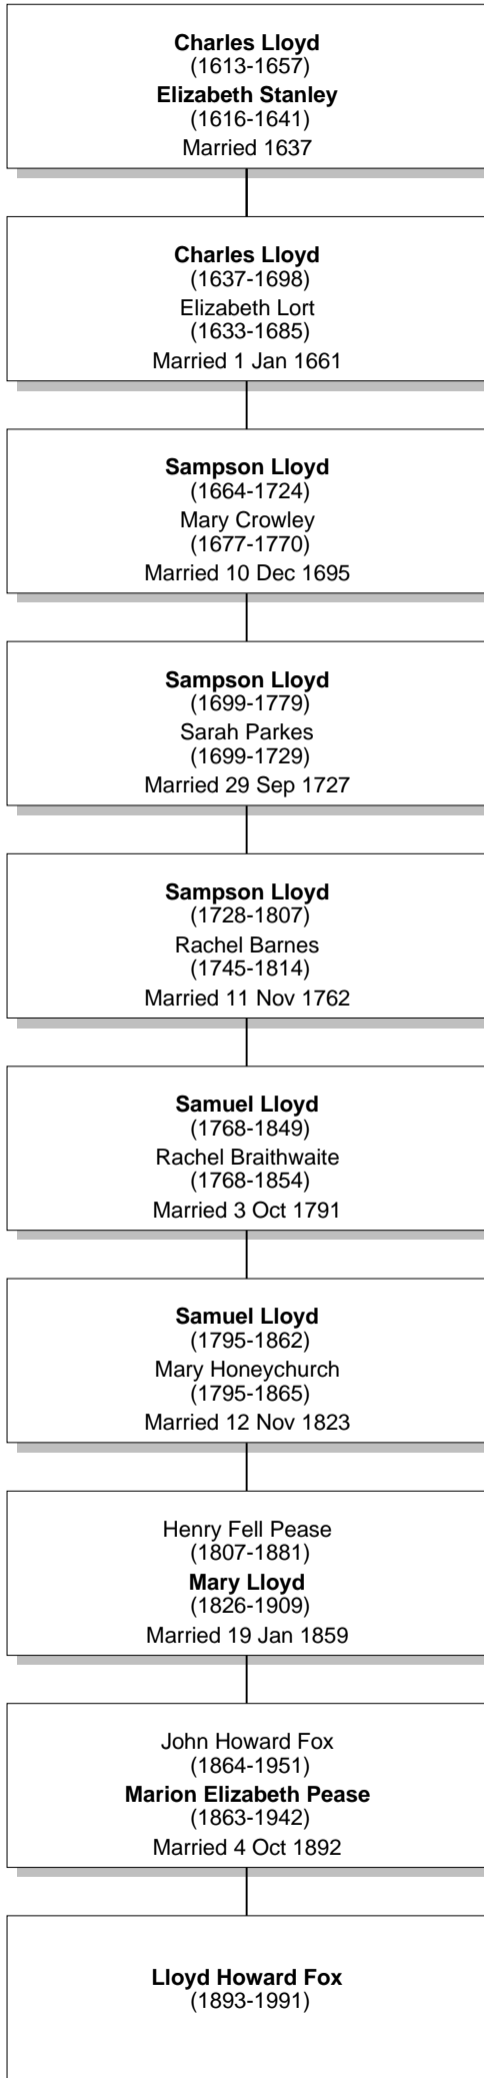 Charles Lloyd
(1613-1657)
Elizabeth Stanley
(1616-1641)
Married 1637
Charles Lloyd
(1637-1698)
Elizabeth Lort
(1633-1685)
Married 1 Jan 1661
Sampson Lloyd
(1664-1724)
Mary Crowley
(1677-1770)
Married 10 Dec 1695
Sampson Lloyd
(1699-1779)
Sarah Parkes
(1699-1729)
Married 29 Sep 1727
Sampson Lloyd
(1728-1807)
Rachel Barnes
(1745-1814)
Married 11 Nov 1762
Samuel Lloyd
(1768-1849)
Rachel Braithwaite
(1768-1854)
Married 3 Oct 1791
Samuel Lloyd
(1795-1862)
Mary Honeychurch
(1795-1865)
Married 12 Nov 1823
Henry Fell Pease
(1807-1881)
Mary Lloyd
(1826-1909)
Married 19 Jan 1859
John Howard Fox
(1864-1951)
Marion Elizabeth Pease
(1863-1942)
Married 4 Oct 1892
Lloyd Howard Fox
(1893-1991)